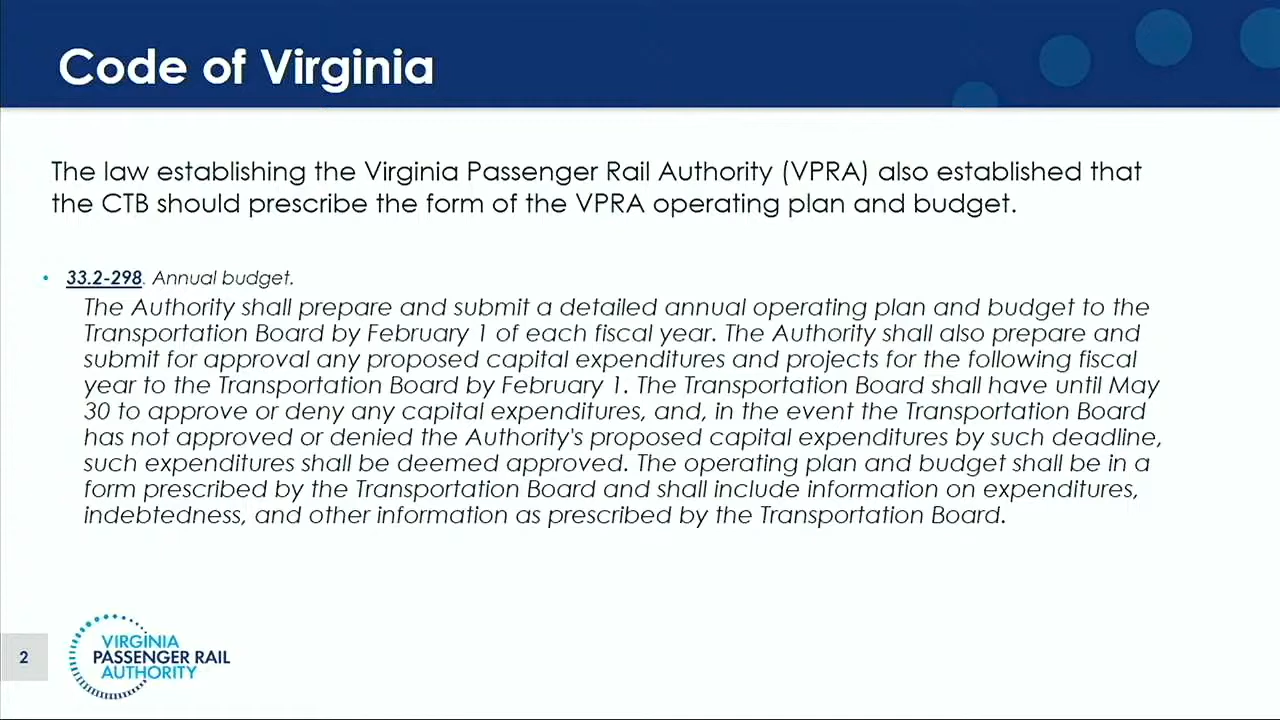 Code of Virginia
The law establishing the Virginia Passenger Rail Authority (VPRA) also established that
the CTB should prescribe the form of the VPRA operating plan and budget.
• 33.2-298. Annual budget.
The Authority shall prepare and submit a detailed annual operating plan and budget to the
Transportation Board by February 1 of each fiscal year. The Authority shall also prepare and
submit for approval any proposed capital expenditures and projects for the following fiscal
year to the Transportation Board by February 1. The Transportation Board shall have until May
30 to approve or deny any capital expenditures, and, in the event the Transportation Board
has not approved or denied the Authority's proposed capital expenditures by such deadline,
such expenditures shall be deemed approved. The operating plan and budget shall be in a
form prescribed by the Transportation Board and shall include information on expenditures,
indebtedness, and other information as prescribed by the Transportation Board.
2
VIRGINIA
PASSENGER RAIL
AUTHORITY